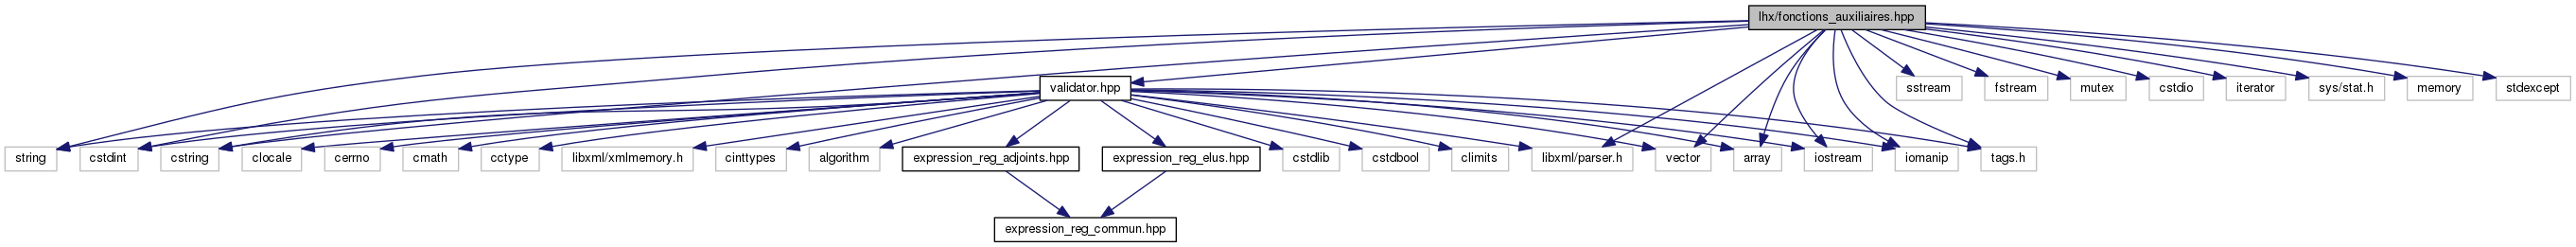 lhx/fonctions_auxiliaires.hpp
validator.hpp
sstream
fstream
mutex
cstdio
iterator
sys/stat.h
memory
stdexcept
string
cstdint
cstring
clocale
cerrno
cmath
cctype
libxml/xmlmemory.h
cinttypes
algorithm
expression_reg_adjoints.hpp
expression_reg_elus.hpp
cstdlib
cstdbool
climits
libxml/parser.h
vector
array
iostream
iomanip
tags.h
expression_reg_commun.hpp